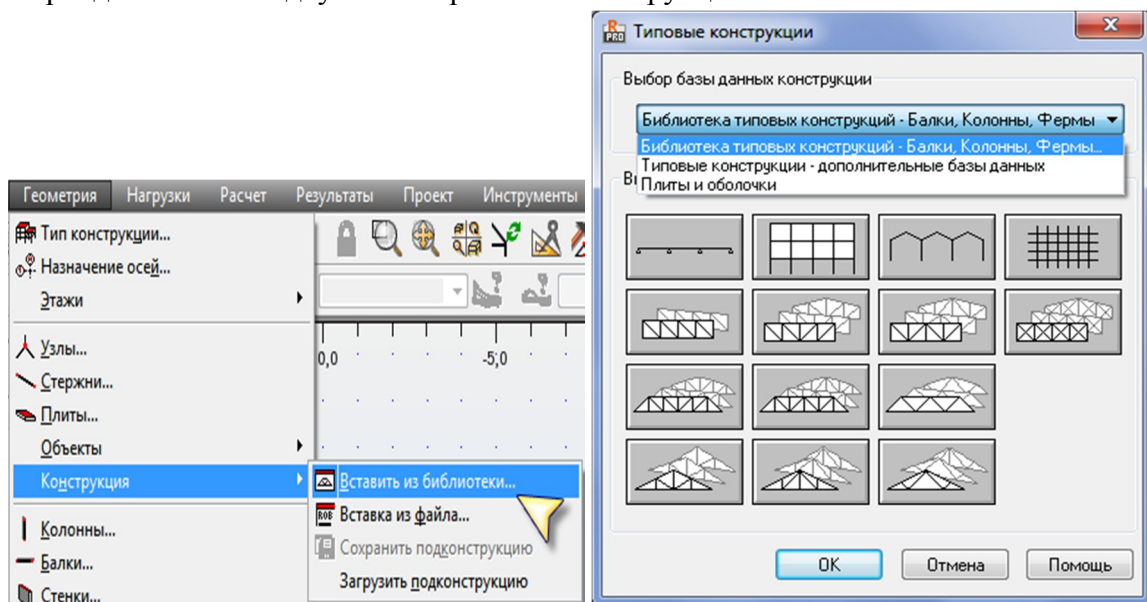 Геометрия Нагрузки Расчет Результаты Проект Инструменты
Тип конструкции...
Назначение осей...
Этажи
Узлы...
Стержни...
Плиты...
Объекты
Конструкция
Колонны...
Балки...
Стенки...
0,0 -5;0
Вставить из библиотеки...
Вставка из файла...
Сохранить подконструкцию
Загрузить подконструкцию
Типовые конструкции
Выбор базы данных конструкции
Библиотека типовых конструкций - Балки, Колонны, Фермы
Библиотека типовых конструкций - Балки, Колонны, Фермы...
Типовые конструкции - дополнительные базы данных
Плиты и оболочки
OK Отмена Помощь